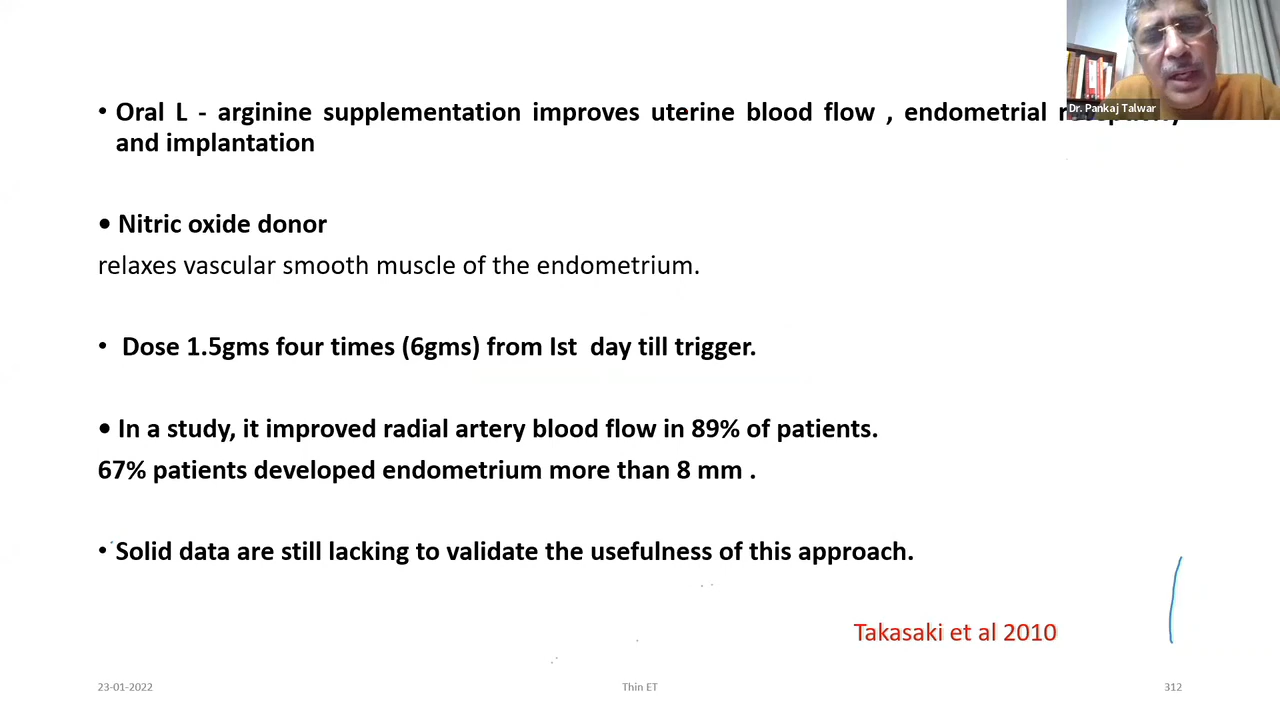 • Oral L - arginine supplementation improves uterine blood flow , endometrial
and implantation
• Nitric oxide donor
relaxes vascular smooth muscle of the endometrium.
• Dose 1.5gms four times (6gms) from Ist day till trigger.
• In a study, it improved radial artery blood flow in 89% of patients.
67% patients developed endometrium more than 8 mm .
• Solid data are still lacking to validate the usefulness of this approach.
Takasaki et al 2010
23-01-2022
Thin ET
312
Dr. Pankaj Talwar